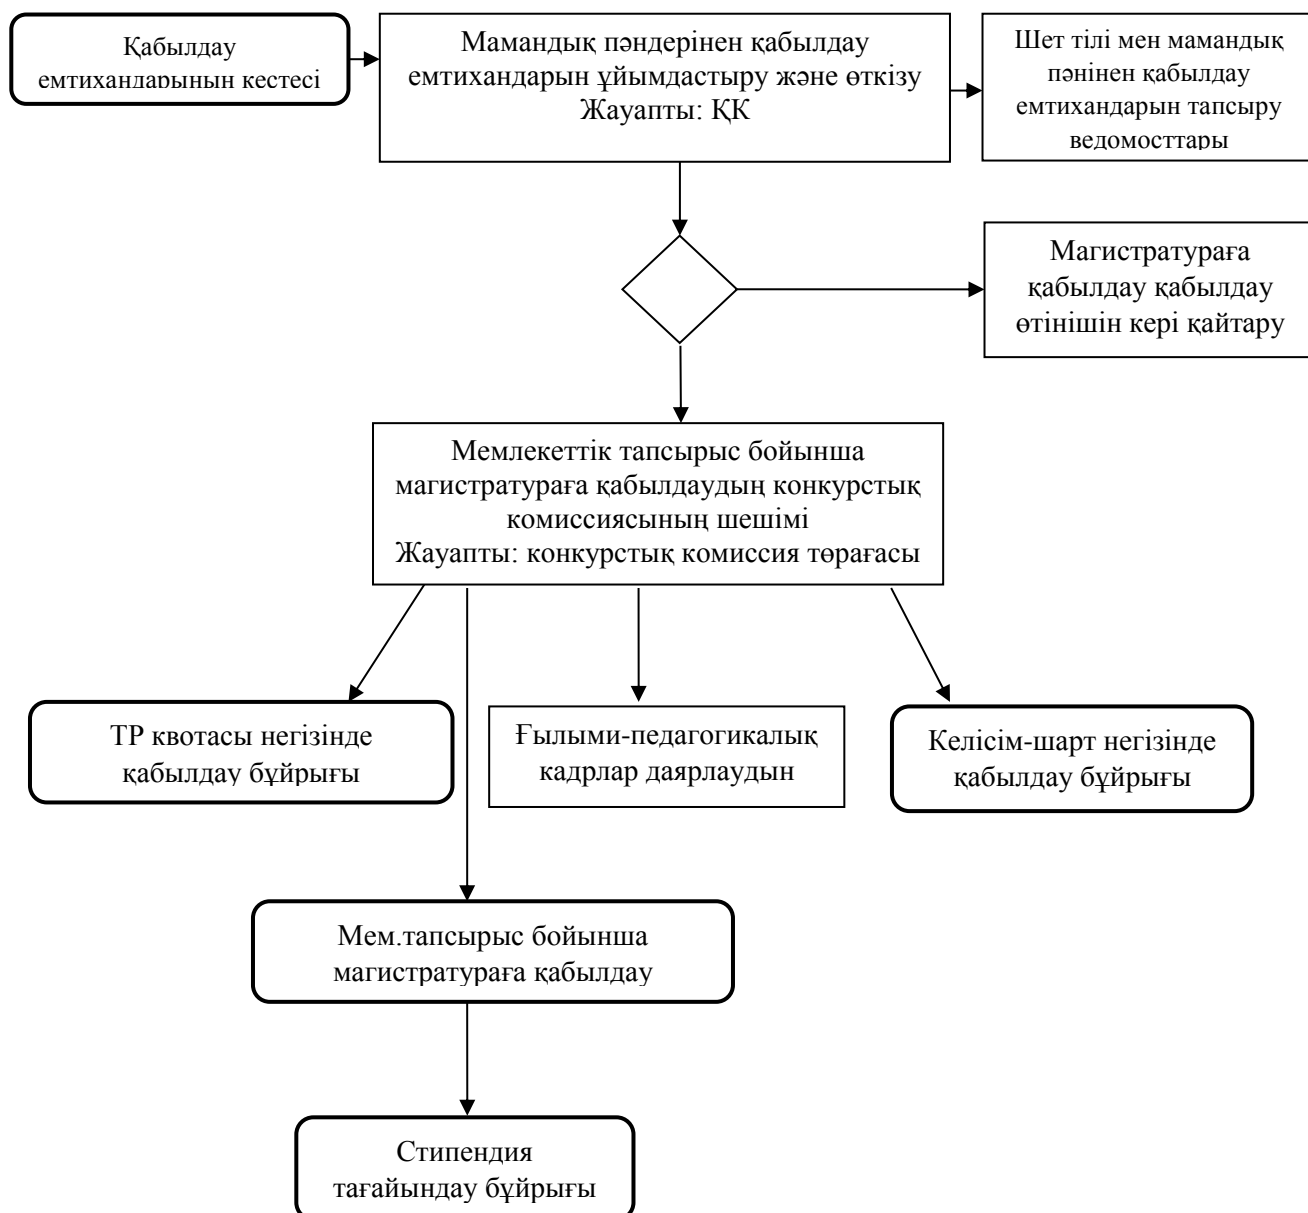 Қабылдау
емтихандарының кестесі
Мамандық пәндерінен қабылдау
емтихандарын ұйымдастыру және өткізу
Жауапты: ҚК
Шет тілі мен мамандық
пәнінен қабылдау
емтихандарын тапсыру
ведомосттары
Магистратураға
қабылдау қабылдау
өтінішін кері қайтару
Мемлекеттік тапсырыс бойынша
магистратураға қабылдаудың конкурстық
комиссиясының шешімі
Жауапты: конкурстық комиссия төрағасы
ТР квотасы негізінде
қабылдау бұйрығы
Ғылыми-педагогикалық
кадрлар даярлаудын
Келісім-шарт негізінде
қабылдау бұйрығы
Мем.тапсырыс бойынша
магистратураға қабылдау
Стипендия
тағайындау бұйрығы